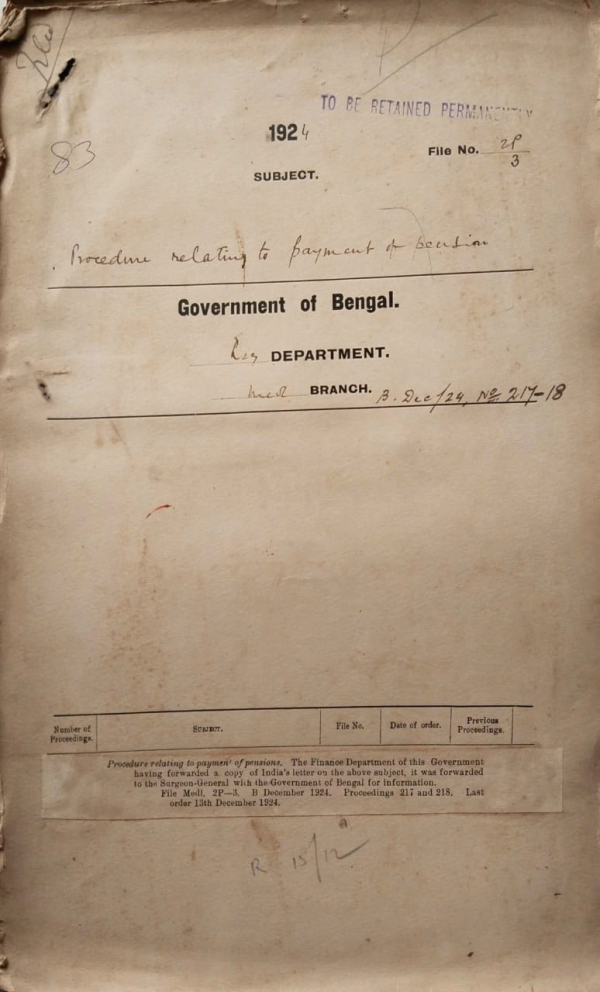 TO BE RETAINED PERMANENTLY
1924
83
File No. 2P/3
SUBJECT.
Procedure relating to payment of pension
Government of Bengal.
DEPARTMENT.
Med BRANCH. B. Dec/24, No 217-18
Number of Proceedings. SUBJECT. File No. Date of order. Previous Proceedings.
Procedure relating to payment of pensions. The Finance Department of this Government
having forwarded a copy of India's letter on the above subject, it was forwarded
to the Surgeon-General with the Government of Bengal for information.
File Medl. 2P—3. B December 1924. Proceedings 217 and 218. Last
order 13th December 1924.
R 15/12